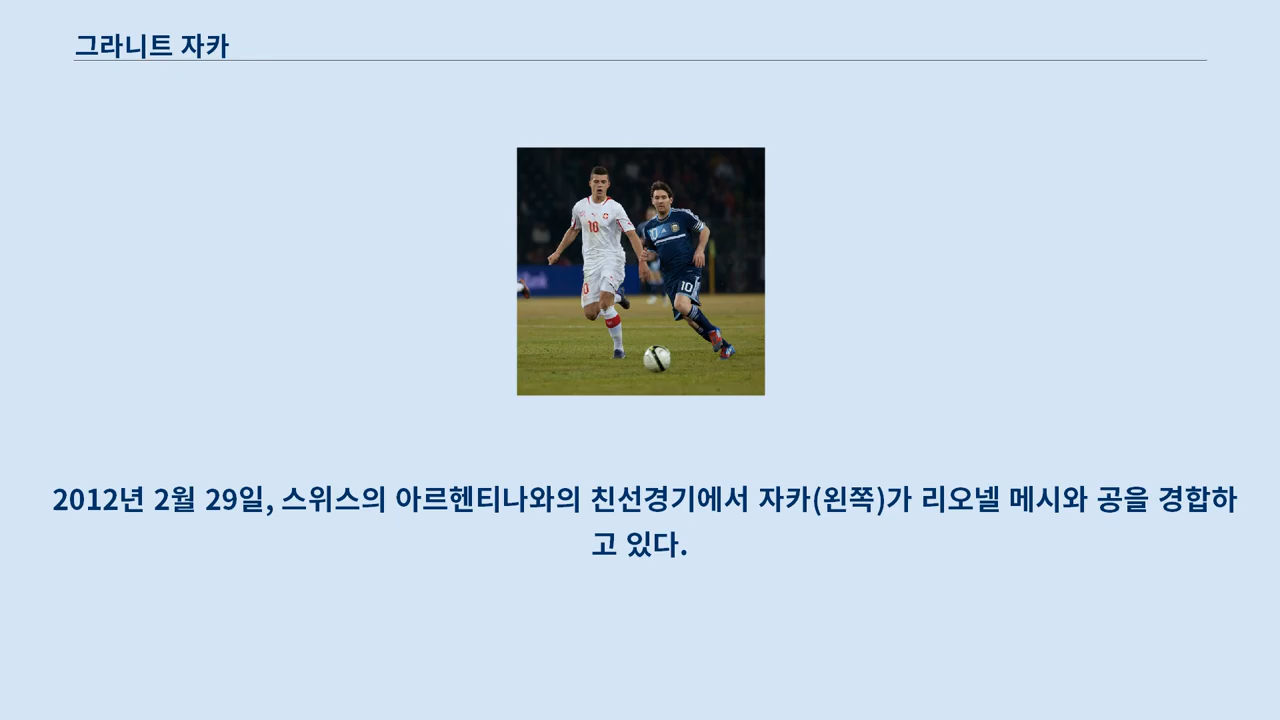 그라니트 자카
10
10
2012년 2월 29일, 스위스의 아르헨티나와의 친선경기에서 자카(왼쪽)가 리오넬 메시와 공을 경합하
고 있다.